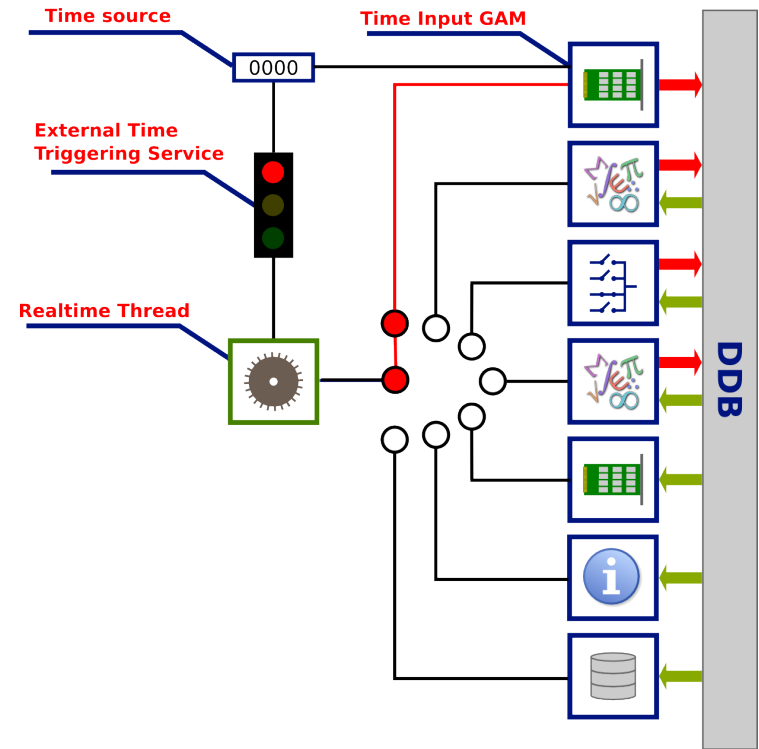 Time source
Time Input GAM
0000
External Time
Triggering Service
Realtime Thread
DDB
i